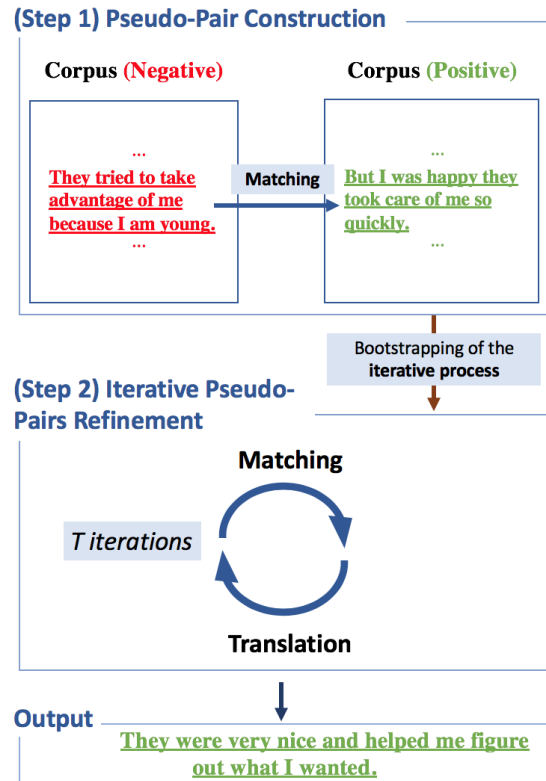 (Step 1) Pseudo-Pair Construction
Corpus (Negative)
Corpus (Positive)
...
They tried to take
advantage of me
because I am young.
...
Matching
...
But I was happy they
took care of me so
quickly.
...
Bootstrapping of the
iterative process
(Step 2) Iterative Pseudo-
Pairs Refinement
Matching
T iterations
Translation
Output
They were very nice and helped me figure
out what I wanted.